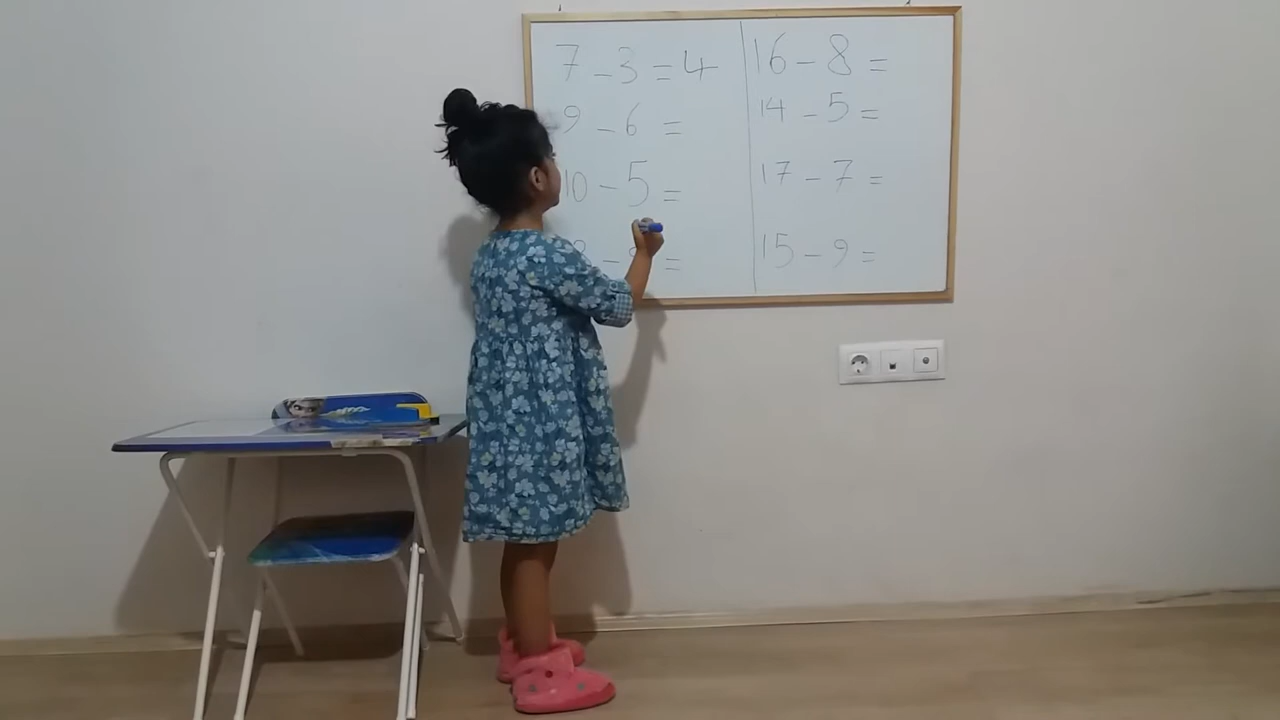 7 - 3 = 4
9 - 6 =
10 - 5 =
- =
16 - 8 =
14 - 5 =
17 - 7 =
15 - 9 =